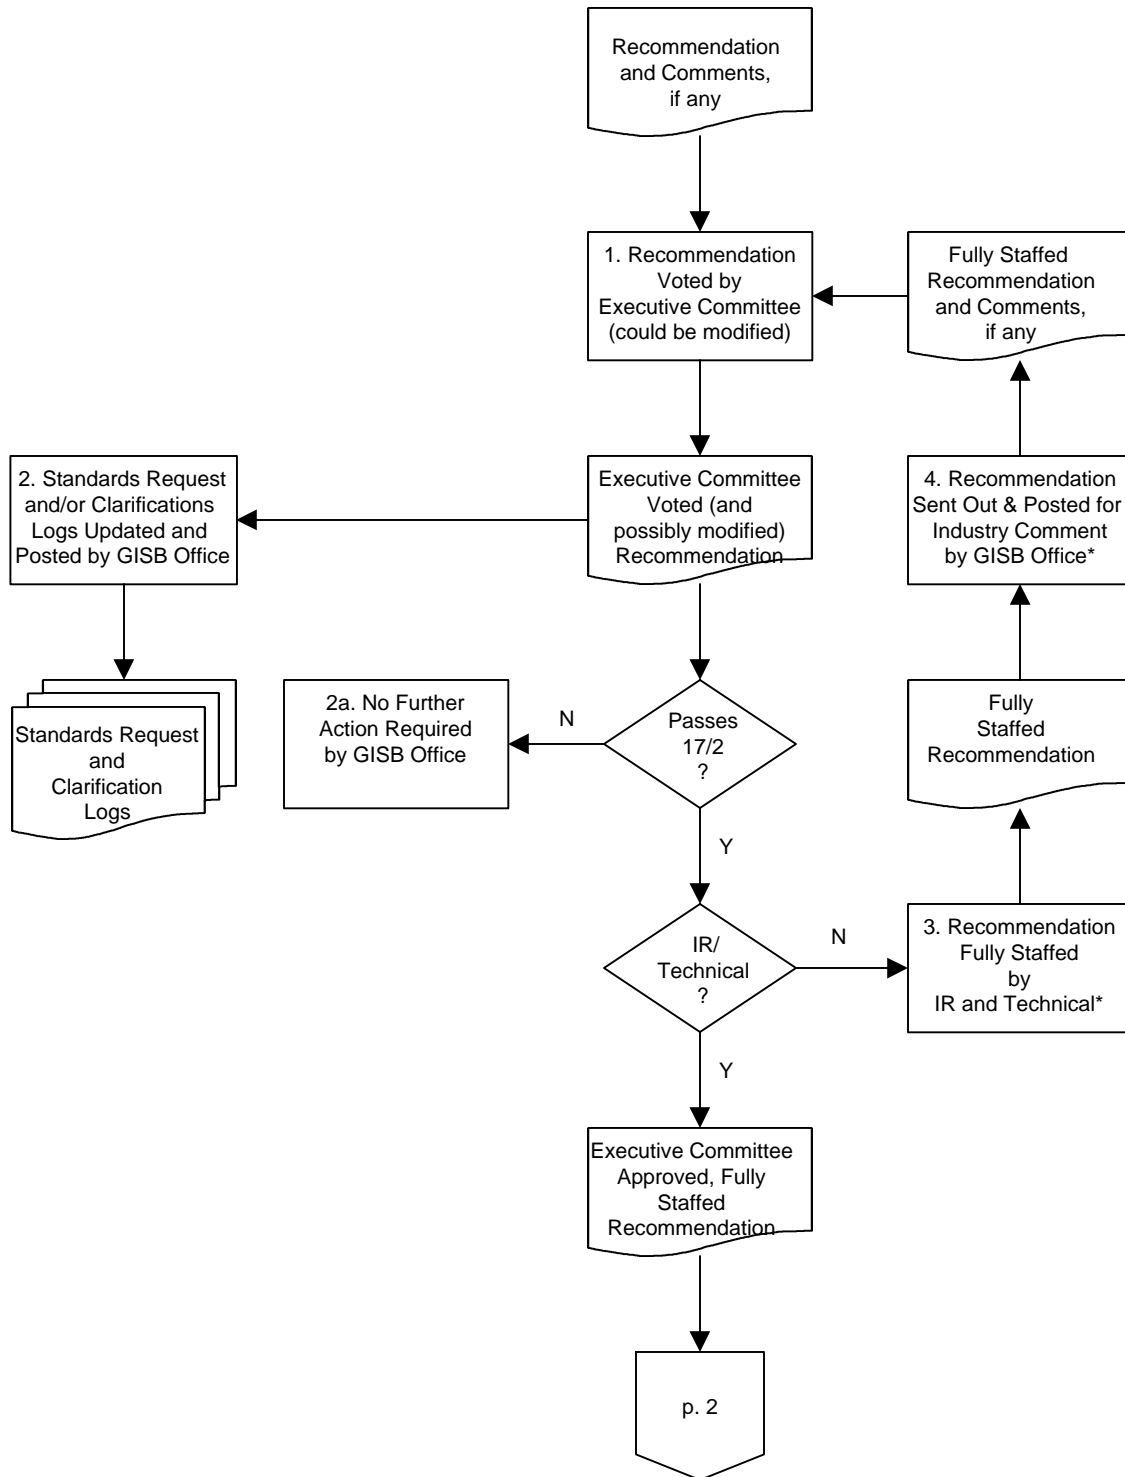 Recommendation
and Comments,
if any
1. Recommendation
Voted by
Executive Committee
(could be modified)
Fully Staffed
Recommendation
and Comments,
if any
2. Standards Request
and/or Clarifications
Logs Updated and
Posted by GISB Office
Executive Committee
Voted (and
possibly modified)
Recommendation
4. Recommendation
Sent Out & Posted for
Industry Comment
by GISB Office*
Standards Request
and
Clarification
Logs
2a. No Further
Action Required
by GISB Office
N
Passes
17/2
?
Fully
Staffed
Recommendation
Y
IR/
Technical
?
N
3. Recommendation
Fully Staffed
by
IR and Technical*
Y
Executive Committee
Approved, Fully
Staffed
Recommendation
p. 2